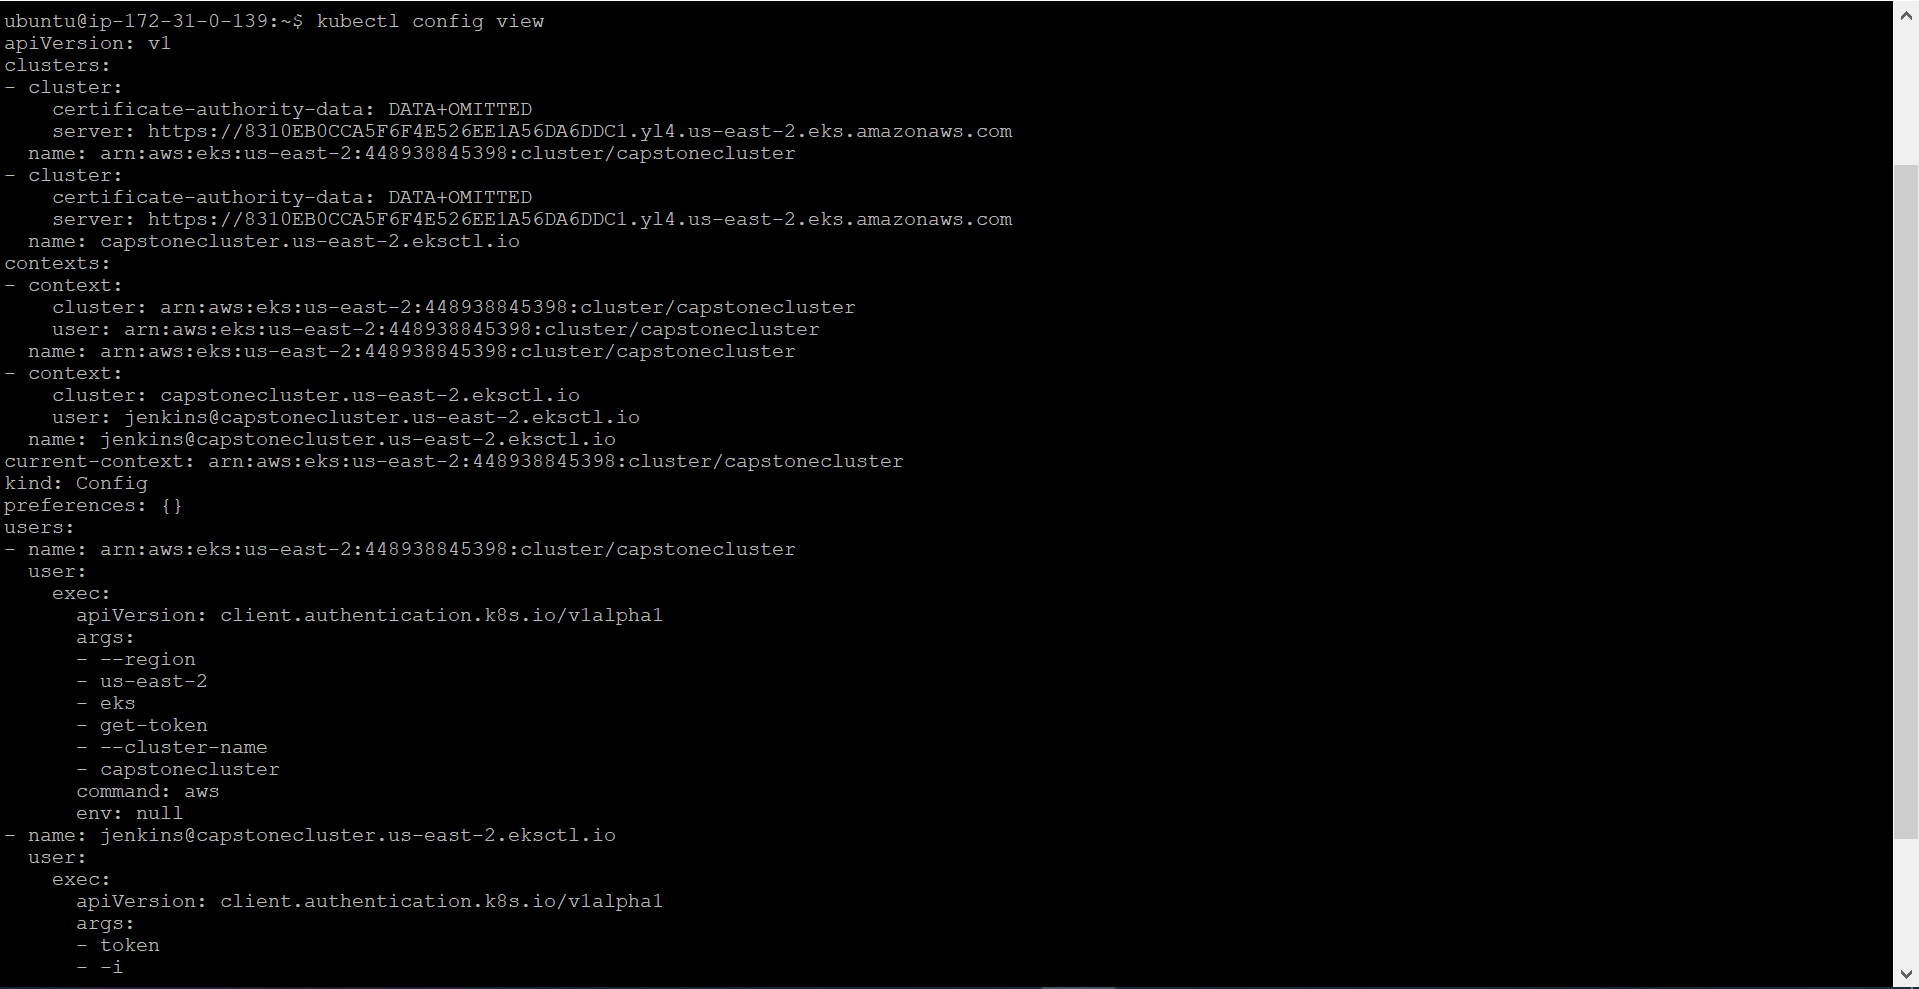 ubuntu@ip-172-31-0-139:~$ kubectl config view
apiVersion: v1
clusters:
- cluster:
    certificate-authority-data: DATA+OMITTED
    server: https://8310EB0CCA5F6F4E526EE1A56DA6DDC1.yl4.us-east-2.eks.amazonaws.com
  name: arn:aws:eks:us-east-2:448938845398:cluster/capstonecluster
- cluster:
    certificate-authority-data: DATA+OMITTED
    server: https://8310EB0CCA5F6F4E526EE1A56DA6DDC1.yl4.us-east-2.eks.amazonaws.com
  name: capstonecluster.us-east-2.eksctl.io
contexts:
- context:
    cluster: arn:aws:eks:us-east-2:448938845398:cluster/capstonecluster
    user: arn:aws:eks:us-east-2:448938845398:cluster/capstonecluster
  name: arn:aws:eks:us-east-2:448938845398:cluster/capstonecluster
- context:
    cluster: capstonecluster.us-east-2.eksctl.io
    user: jenkins@capstonecluster.us-east-2.eksctl.io
  name: jenkins@capstonecluster.us-east-2.eksctl.io
current-context: arn:aws:eks:us-east-2:448938845398:cluster/capstonecluster
kind: Config
preferences: {}
users:
- name: arn:aws:eks:us-east-2:448938845398:cluster/capstonecluster
  user:
    exec:
      apiVersion: client.authentication.k8s.io/v1alpha1
      args:
      - --region
      - us-east-2
      - eks
      - get-token
      - --cluster-name
      - capstonecluster
      command: aws
      env: null
- name: jenkins@capstonecluster.us-east-2.eksctl.io
  user:
    exec:
      apiVersion: client.authentication.k8s.io/v1alpha1
      args:
      - token
      - -i